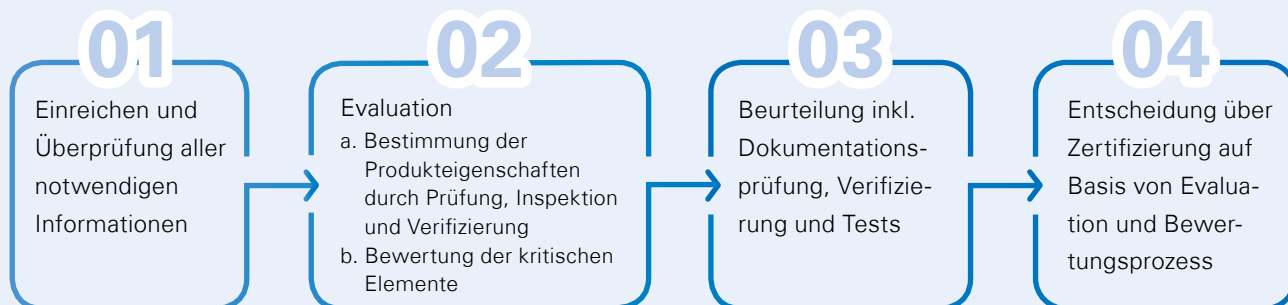 01
Einreichen und
Überprüfung aller
notwendigen
Informationen
02
Evaluation
a. Bestimmung der
Produkteigenschaften
durch Prüfung, Inspektion
und Verifizierung
b. Bewertung der kritischen
Elemente
03
Beurteilung inkl.
Dokumentations-
prüfung, Verifizie-
rung und Tests
04
Entscheidung über
Zertifizierung auf
Basis von Evalua-
tion und Bewer-
tungsprozess